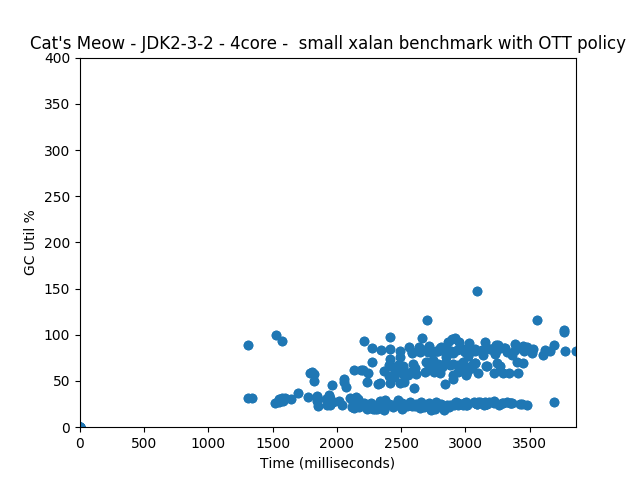 Cat's Meow - JDK2-3-2 - 4core -  small xalan benchmark with OTT policy
400
350
300
250
200
150
100
50
0
GC Util %
0 500 1000 1500 2000 2500 3000 3500
Time (milliseconds)